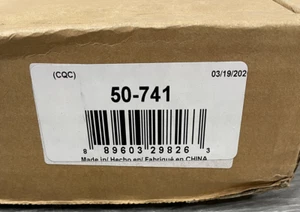 (CQC) 03/19/202
50-741
8 89603 29826 3
Made in/ Hecho en/ Fabriqué en CHINA